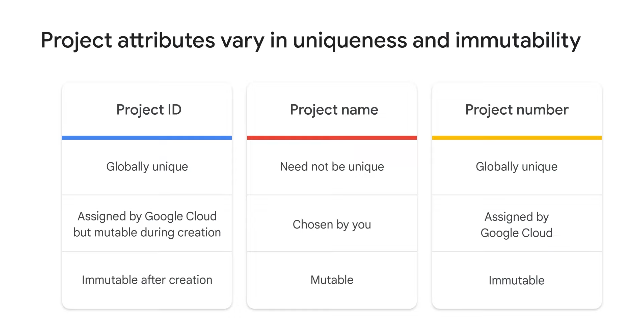 Project attributes vary in uniqueness and immutability
Project ID
Globally unique
Assigned by Google Cloud
but mutable during creation
Immutable after creation
Project name
Need not be unique
Chosen by you
Mutable
Project number
Globally unique
Assigned by
Google Cloud
Immutable